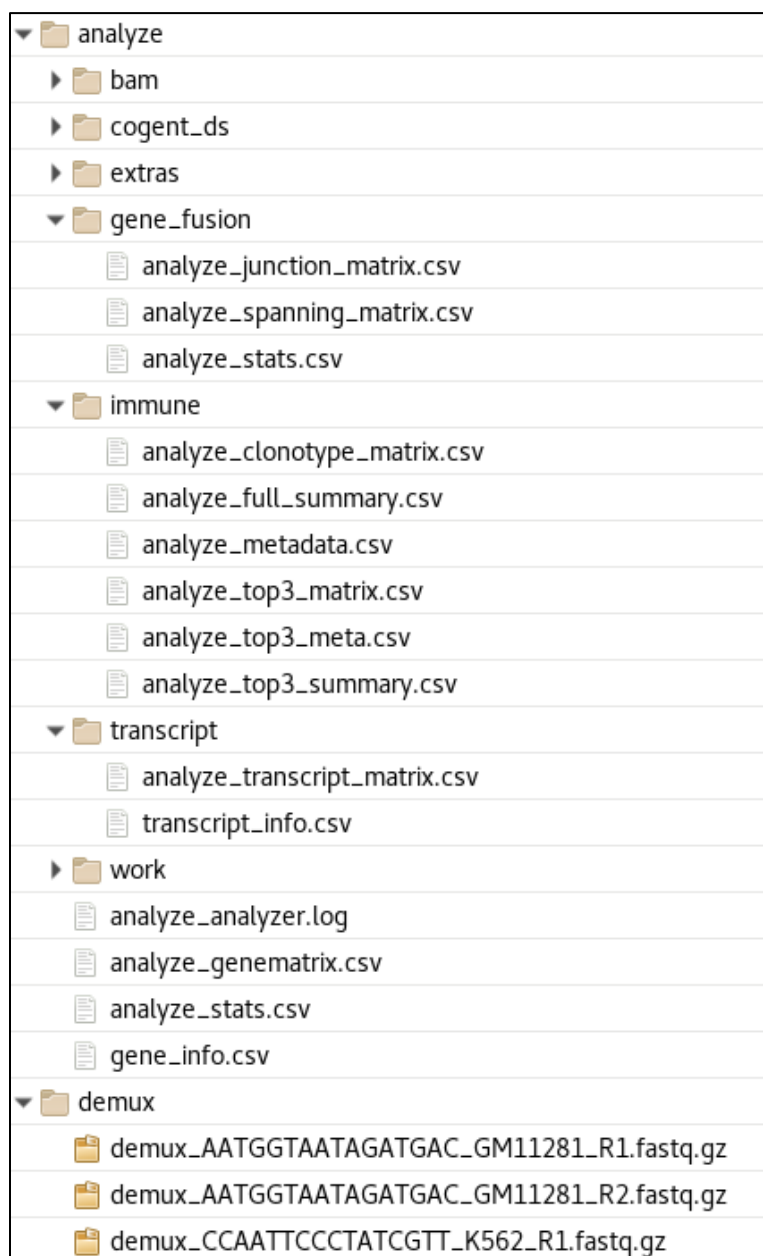 analyze
bam
cogent_ds
extras
gene_fusion
analyze_junction_matrix.csv
analyze_spanning_matrix.csv
analyze_stats.csv
immune
analyze_clonotype_matrix.csv
analyze_full_summary.csv
analyze_metadata.csv
analyze_top3_matrix.csv
analyze_top3_meta.csv
analyze_top3_summary.csv
transcript
analyze_transcript_matrix.csv
transcript_info.csv
work
analyze_analyzer.log
analyze_genematrix.csv
analyze_stats.csv
gene_info.csv
demux
demux_AATGGTAATAGATGAC_GM11281_R1.fastq.gz
demux_AATGGTAATAGATGAC_GM11281_R2.fastq.gz
demux_CCAATTCCCTATCGTT_K562_R1.fastq.gz